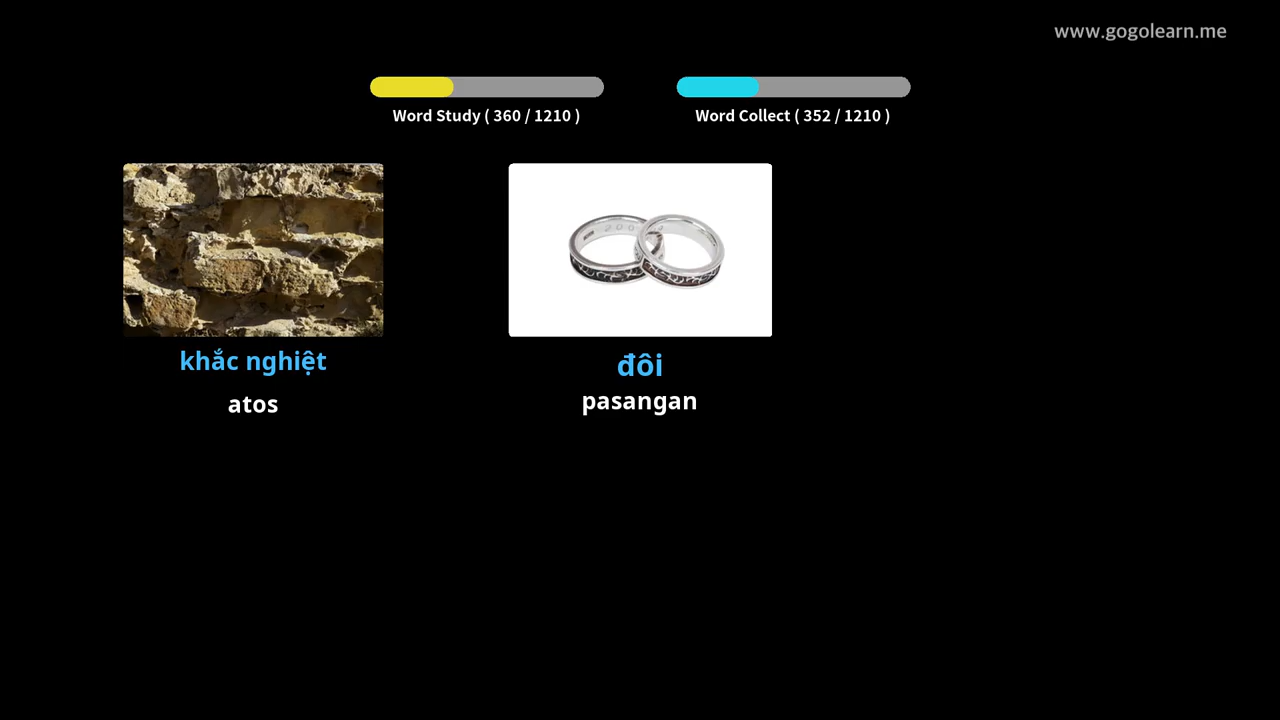 www.gogolearn.me
Word Study ( 360 / 1210 )
Word Collect ( 352 / 1210 )
khắc nghiệt
atos
đôi
pasangan